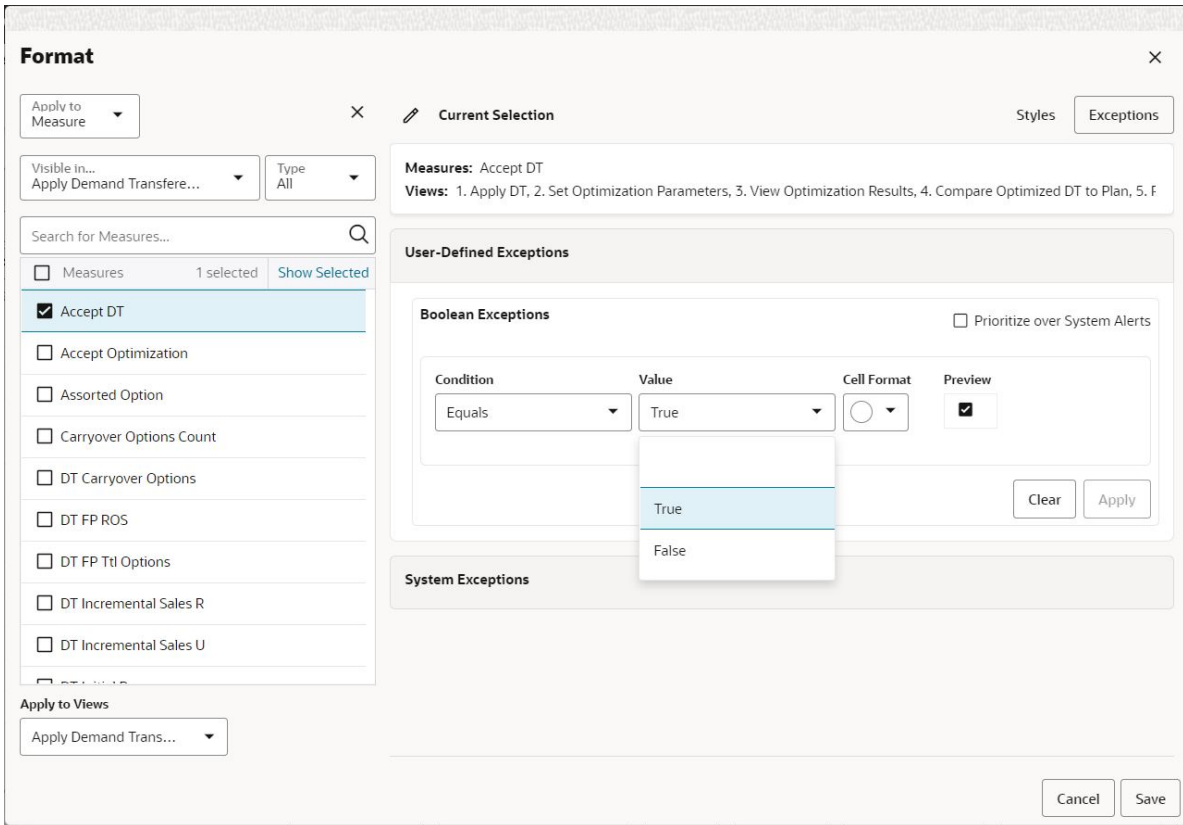 Format
Apply to
Measure
Visible in...
Apply Demand Transfere...
Type
All
Search for Measures...
Measures 1 selected Show Selected
Accept DT
Accept Optimization
Assorted Option
Carryover Options Count
DT Carryover Options
DT FP ROS
DT FP Ttl Options
DT Incremental Sales R
DT Incremental Sales U
Apply to Views
Apply Demand Trans...
Current Selection
Styles
Exceptions
Measures: Accept DT
Views: 1. Apply DT, 2. Set Optimization Parameters, 3. View Optimization Results, 4. Compare Optimized DT to Plan, 5.
User-Defined Exceptions
Boolean Exceptions
Prioritize over System Alerts
Condition Value Cell Format Preview
Equals True
True
False
Clear Apply
System Exceptions
Cancel Save